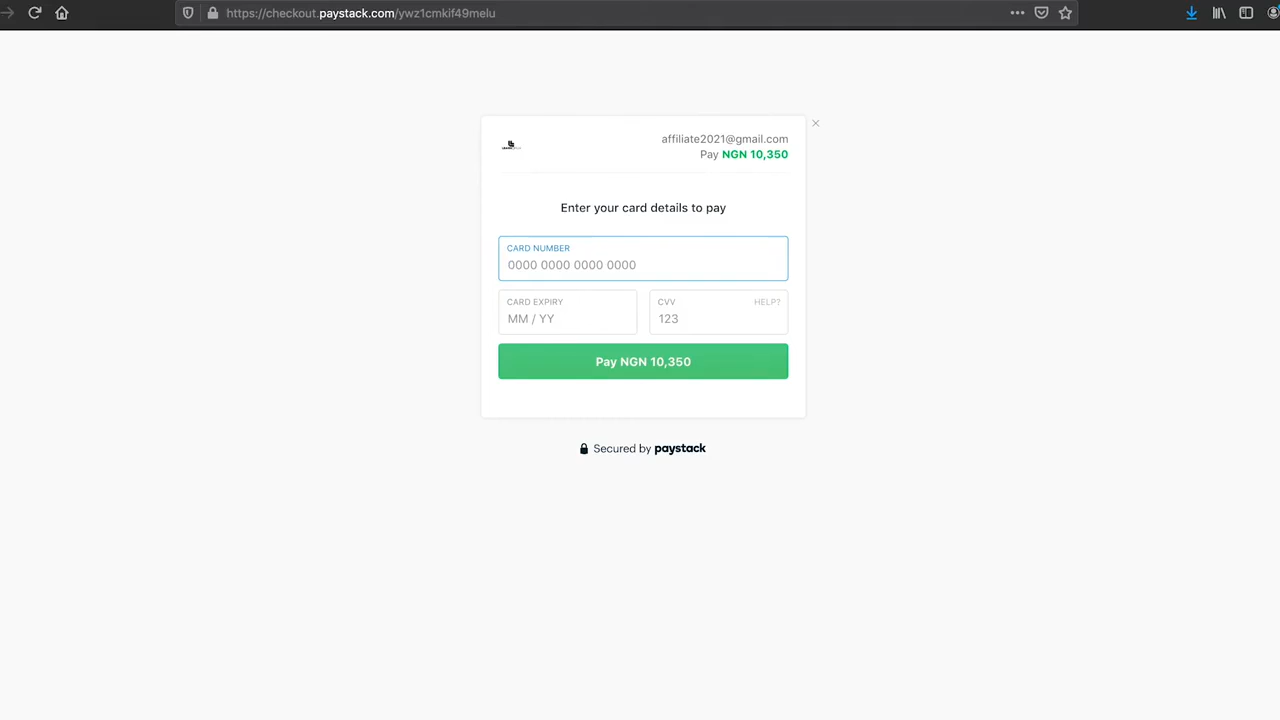 https://checkout.paystack.com/ywz1cmkif49melu
affiliate2021@gmail.com
Pay NGN 10,350
Enter your card details to pay
CARD NUMBER
0000 0000 0000 0000
CARD EXPIRY
MM / YY
CVV HELP?
123
Pay NGN 10,350
Secured by paystack